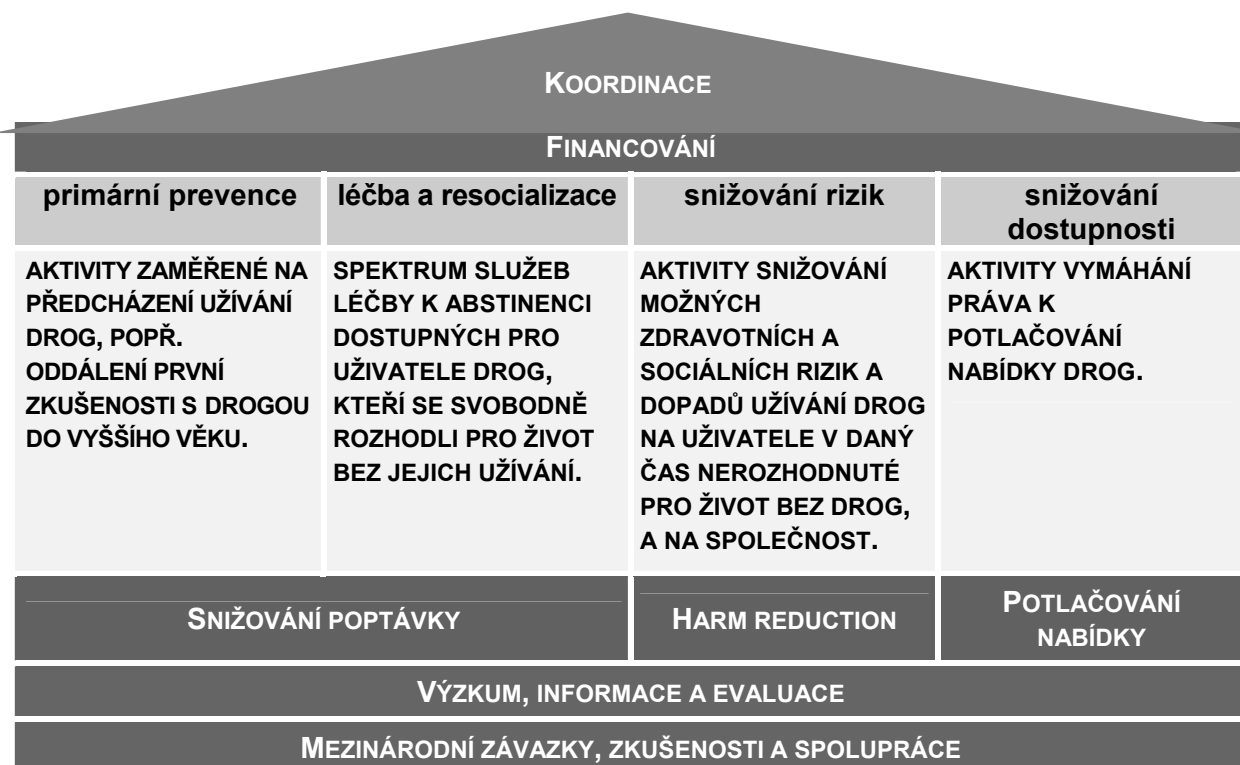 KOORDINACE
FINANCOVÁNÍ
primární prevence
léčba a resocializace
snižování rizik
snižování
dostupnosti
AKTIVITY ZAMĚŘENÉ NA
PŘEDCHÁZENÍ UŽÍVÁNÍ
DROG, POPŘ.
ODDÁLENÍ PRVNÍ
ZKUŠENOSTI S DROGOU
DO VYŠŠÍHO VĚKU.
SPEKTRUM SLUŽEB
LÉČBY K ABSTINENCI
DOSTUPNÝCH PRO
UŽIVATELE DROG,
KTEŘÍ SE SVOBODNĚ
ROZHODLI PRO ŽIVOT
BEZ JEJICH UŽÍVÁNÍ.
AKTIVITY SNIŽOVÁNÍ
MOŽNÝCH
ZDRAVOTNÍCH A
SOCIÁLNÍCH RIZIK A
DOPADŮ UŽÍVÁNÍ DROG
NA UŽIVATELE V DANÝ
ČAS NEROZHODNUTÉ
PRO ŽIVOT BEZ DROG,
A NA SPOLEČNOST.
AKTIVITY VYMÁHÁNÍ
PRÁVA K
POTLAČOVÁNÍ
NABÍDKY DROG.
SNIŽOVÁNÍ POPTÁVKY
HARM REDUCTION
POTLAČOVÁNÍ
NABÍDKY
VÝZKUM, INFORMACE A EVALUACE
MEZINÁRODNÍ ZÁVAZKY, ZKUŠENOSTI A SPOLUPRÁCE